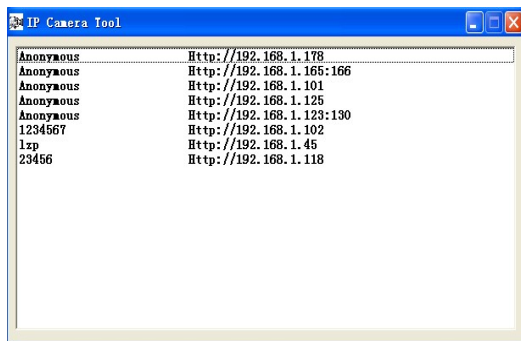 IP Camera Tool
Anonymous Http://192.168.1.178
Anonymous Http://192.168.1.165:166
Anonymous Http://192.168.1.101
Anonymous Http://192.168.1.125
Anonymous Http://192.168.1.123:130
1234567 Http://192.168.1.102
lzp Http://192.168.1.45
23456 Http://192.168.1.118